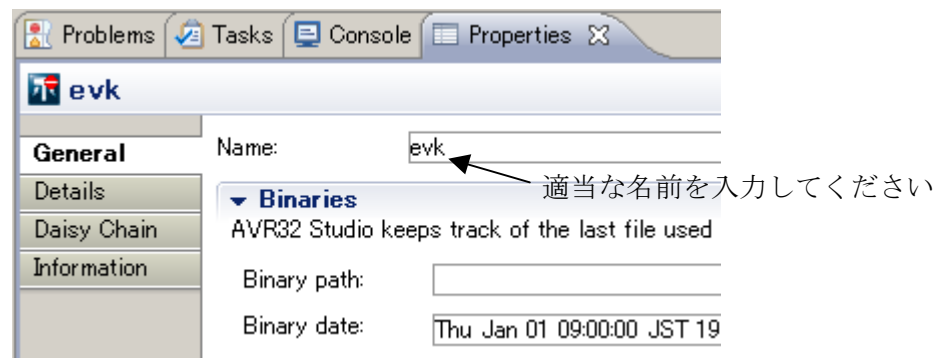 Problems Tasks Console Properties
evk
General
Details
Daisy Chain
Information
Name: evk
適当な名前を入力してください
Binaries
AVR32 Studio keeps track of the last file used
Binary path:
Binary date: Thu Jan 01 09:00:00 JST 19